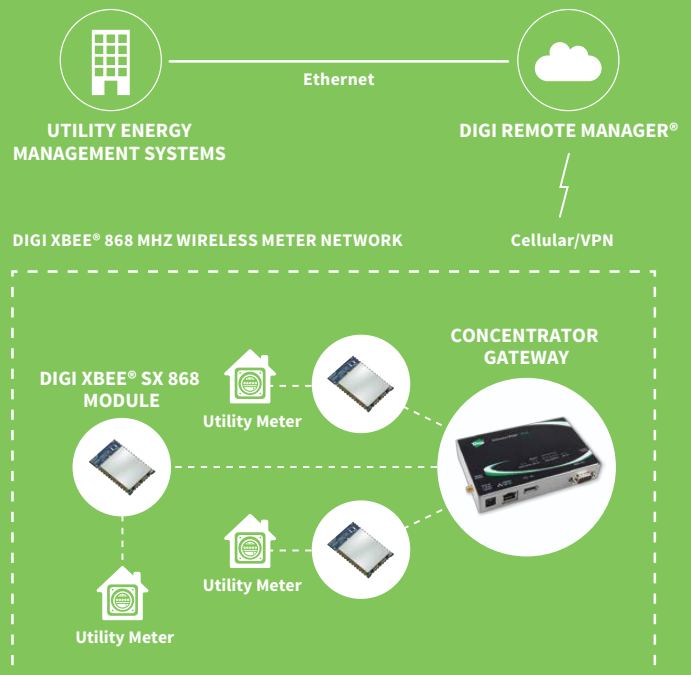 Ethernet
UTILITY ENERGY
MANAGEMENT SYSTEMS
DIGI REMOTE MANAGER®
DIGI XBEE® 868 MHZ WIRELESS METER NETWORK
Cellular/VPN
CONCENTRATOR
GATEWAY
DIGI XBEE® SX 868
MODULE
Utility Meter
Utility Meter
Utility Meter